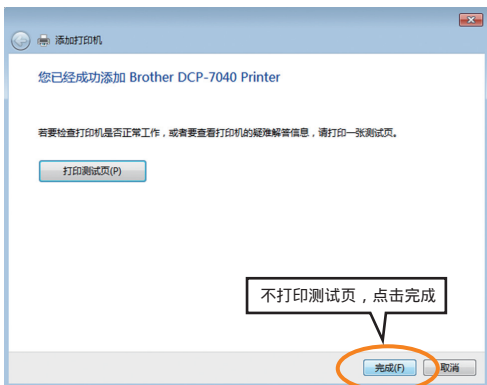 添加打印机
您已经成功添加 Brother DCP-7040 Printer
若要检查打印机是否正常工作，或者要查看打印机的疑难解答信息，请打印一张测试页。
打印测试页(P)
不打印测试页，点击完成
完成(F)
取消